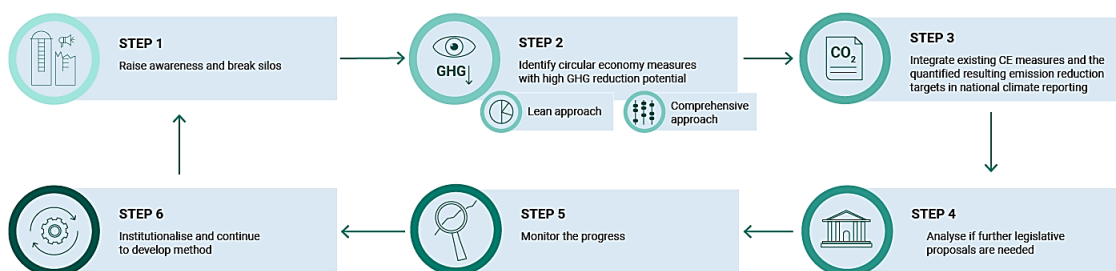 STEP 1
Raise awareness and break silos
GHG
STEP 2
Identify circular economy measures
with high GHG reduction potential
Lean approach
Comprehensive
approach
CO2
STEP 3
Integrate existing CE measures and the
quantified resulting emission reduction
targets in national climate reporting
STEP 4
Analyse if further legislative
proposals are needed
STEP 5
Monitor the progress
STEP 6
Institutionalise and continue
to develop method